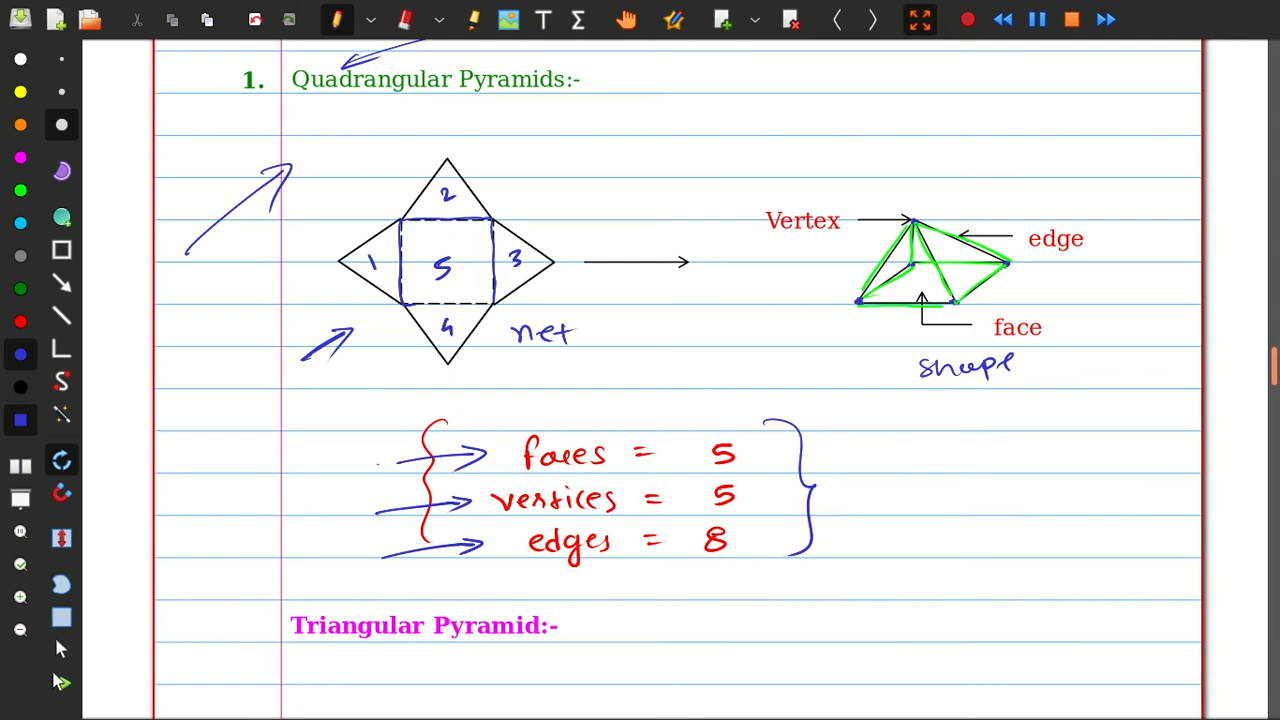 1. Quadrangular Pyramids:-
2
1 5 3
4
net
Vertex
edge
face
shape
faces = 5
vertices = 5
edges = 8
Triangular Pyramid:-